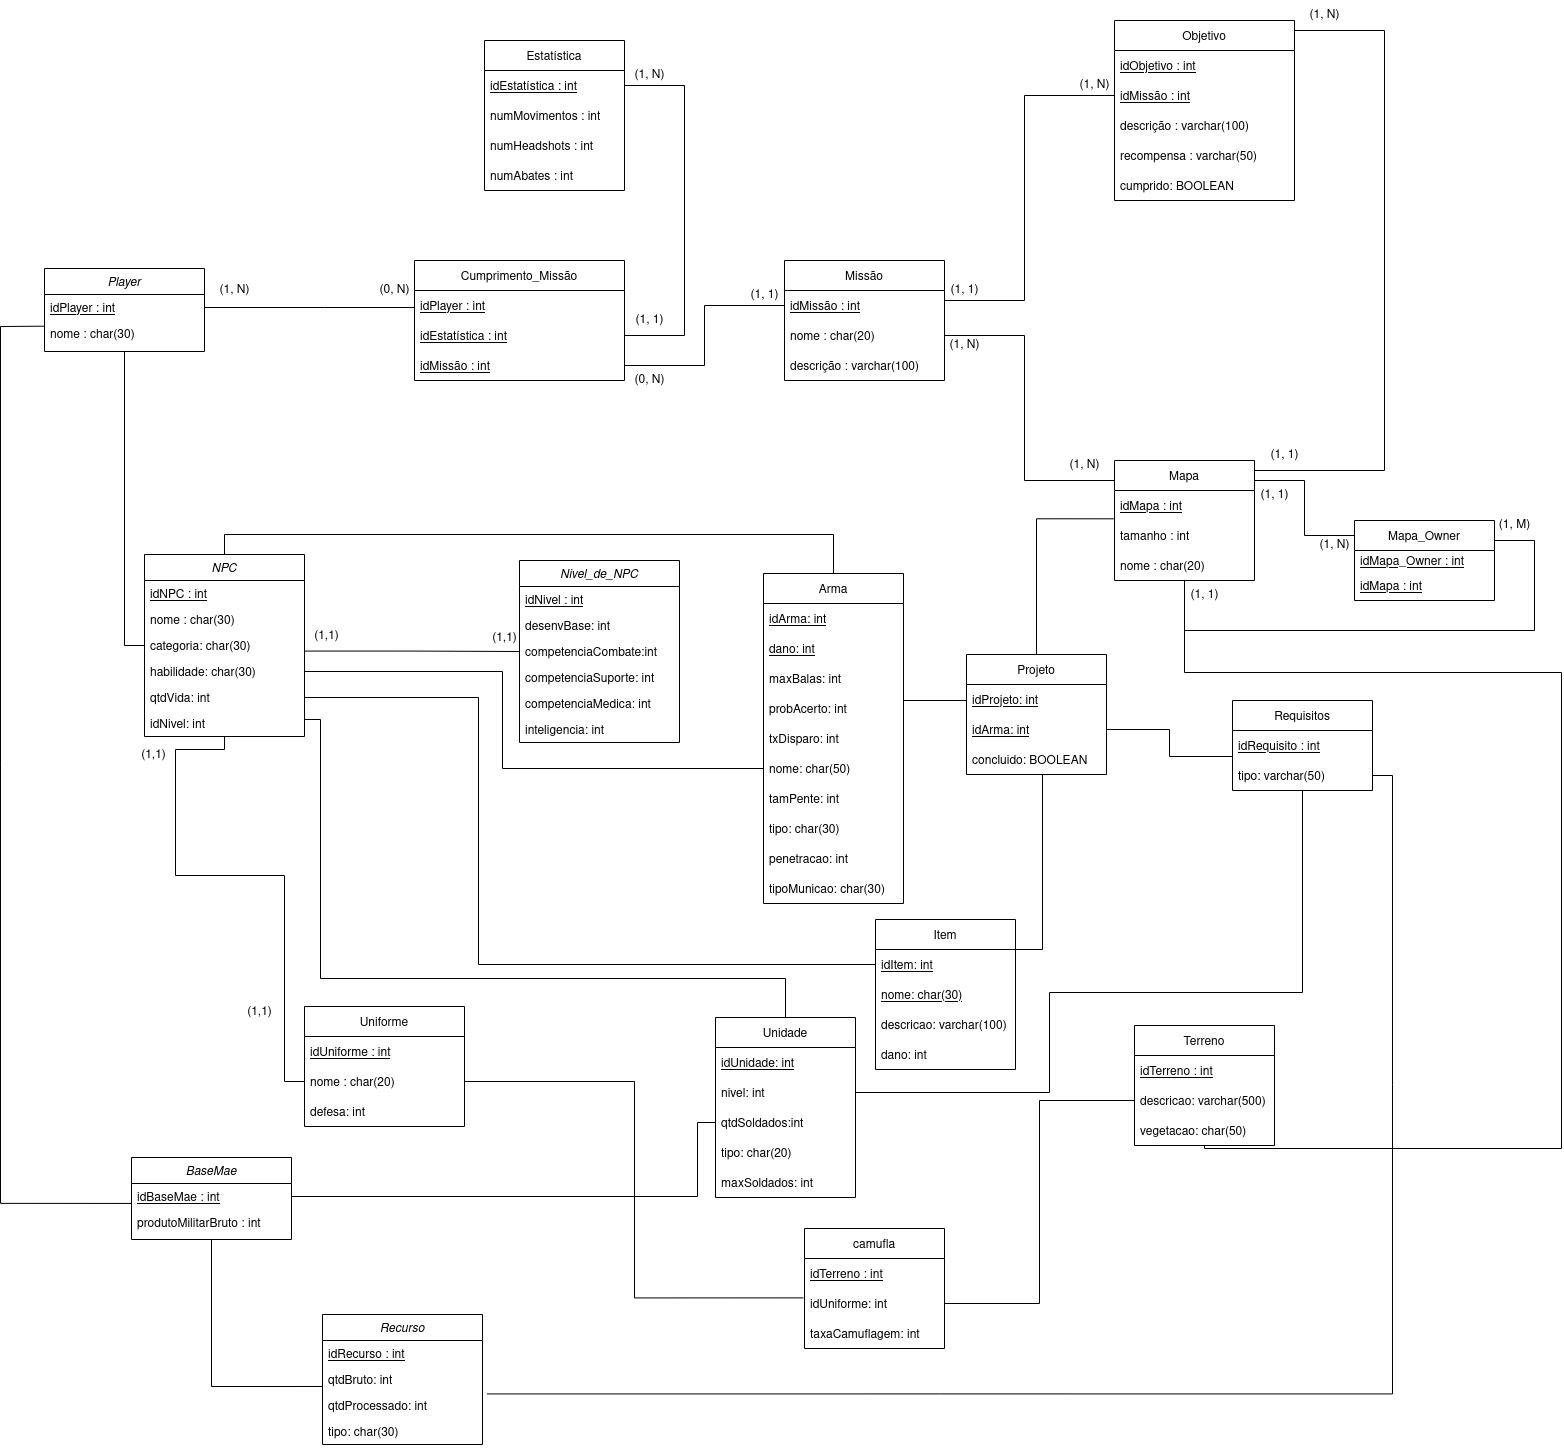 Estatística
idEstatística : int
numMovimentos : int
numHeadshots : int
numAbates : int
(1, N)
Objetivo
idObjetivo : int
idMissão : int
descrição : varchar(100)
recompensa : varchar(50)
cumprido: BOOLEAN
(1, N)
(1, N)
Player
idPlayer : int
nome : char(30)
(1, N)
(0, N)
Cumprimento_Missão
idPlayer : int
idEstatística : int
idMissão : int
(1, 1)
(0, N)
(1, 1)
Missão
idMissão : int
nome : char(20)
descrição : varchar(100)
(1, 1)
(1, N)
(1, N)
Mapa
idMapa : int
tamanho : int
nome : char(20)
(1, 1)
(1, 1)
(1, N)
(1, 1)
Mapa_Owner
idMapa_Owner : int
idMapa : int
(1, M)
NPC
idNPC : int
nome : char(30)
categoria: char(30)
habilidade: char(30)
qtdVida: int
idNivel: int
(1,1)
(1,1)
(1,1)
Nivel_de_NPC
idNivel : int
desenvBase: int
competenciaCombate:int
competenciaSuporte: int
competenciaMedica: int
inteligencia: int
Arma
idArma: int
dano: int
maxBalas: int
probAcerto: int
txDisparo: int
nome: char(50)
tamPente: int
tipo: char(30)
penetracao: int
tipoMunicao: char(30)
Projeto
idProjeto: int
idArma: int
concluido: BOOLEAN
Requisitos
idRequisito : int
tipo: varchar(50)
Item
idItem: int
nome: char(30)
descricao: varchar(100)
dano: int
(1,1)
Uniforme
idUniforme : int
nome : char(20)
defesa: int
Unidade
idUnidade: int
nivel: int
qtdSoldados:int
tipo: char(20)
maxSoldados: int
Terreno
idTerreno : int
descricao: varchar(500)
vegetacao: char(50)
BaseMae
idBaseMae : int
produtoMilitarBruto : int
camufla
idTerreno : int
idUniforme: int
taxaCamuflagem: int
Recurso
idRecurso : int
qtdBruto: int
qtdProcessado: int
tipo: char(30)